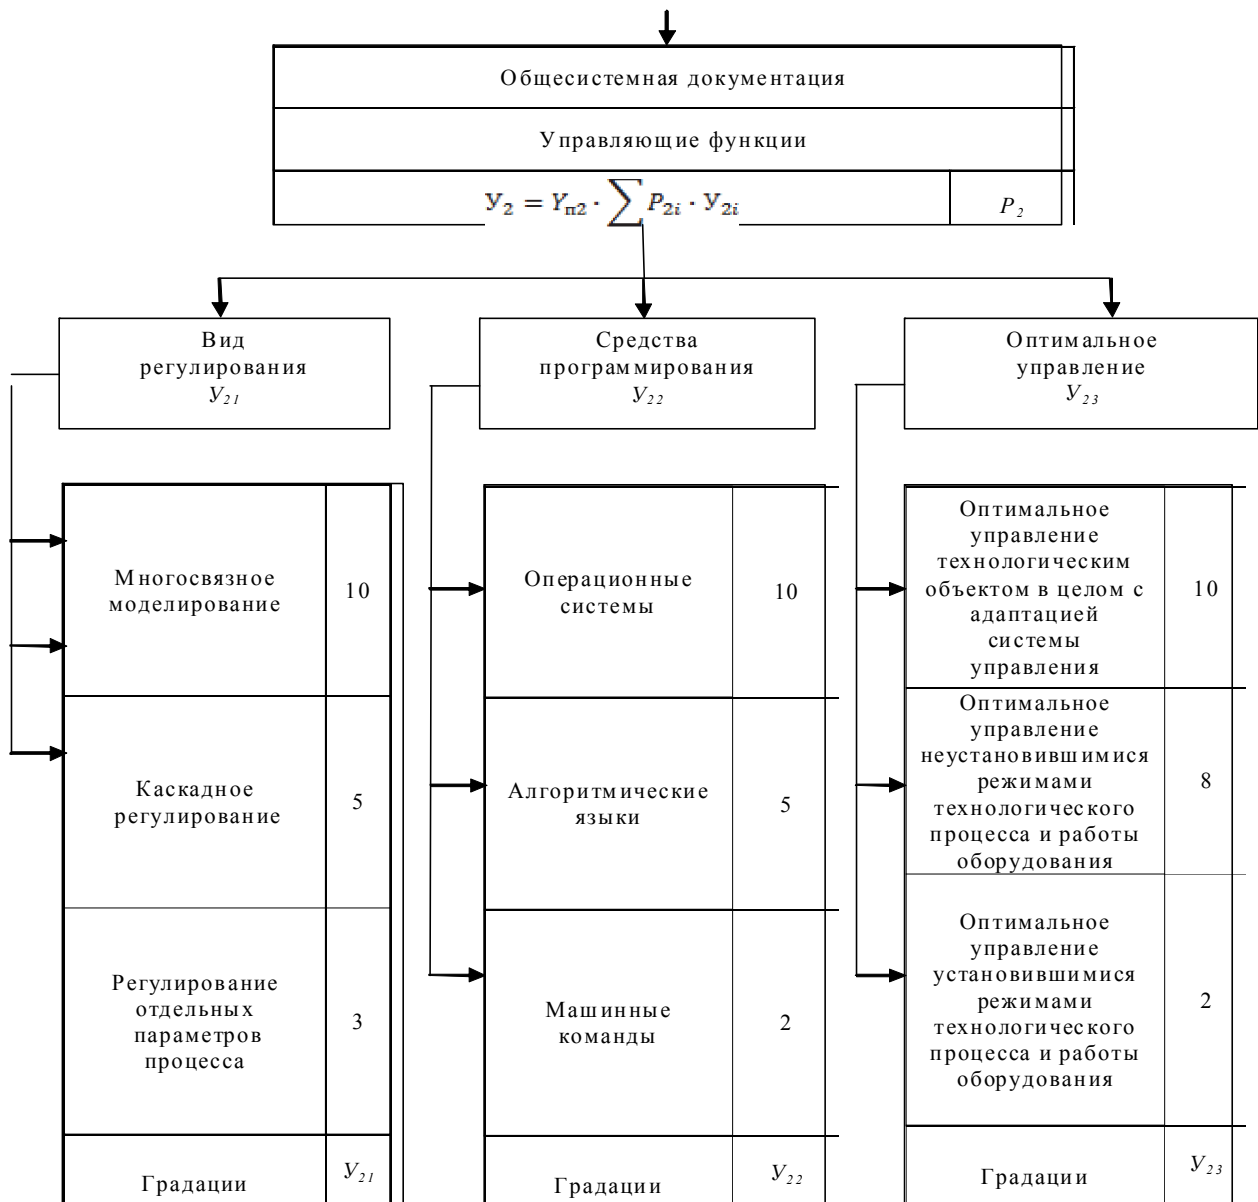 Общесистемная документация
Управляющие функции
У₂ = Yп2 · ∑ P₂ᵢ · У₂ᵢ
P₂
Вид
регулирования
У₂₁
Средства
программирования
У₂₂
Оптимальное
управление
У₂₃
Многосвязное
моделирование
10
Каскадное
регулирование
5
Регулирование
отдельных
параметров
процесса
3
Градации
У₂₁
Операционные
системы
10
Алгоритмические
языки
5
Машинные
команды
2
Градации
У₂₂
Оптимальное
управление
технологическим
объектом в целом с
адаптацией
системы
управления
10
Оптимальное
управление
неустановившимися
режимами
технологического
процесса и работы
оборудования
8
Оптимальное
управление
установившимися
режимами
технологического
процесса и работы
оборудования
2
Градации
У₂₃